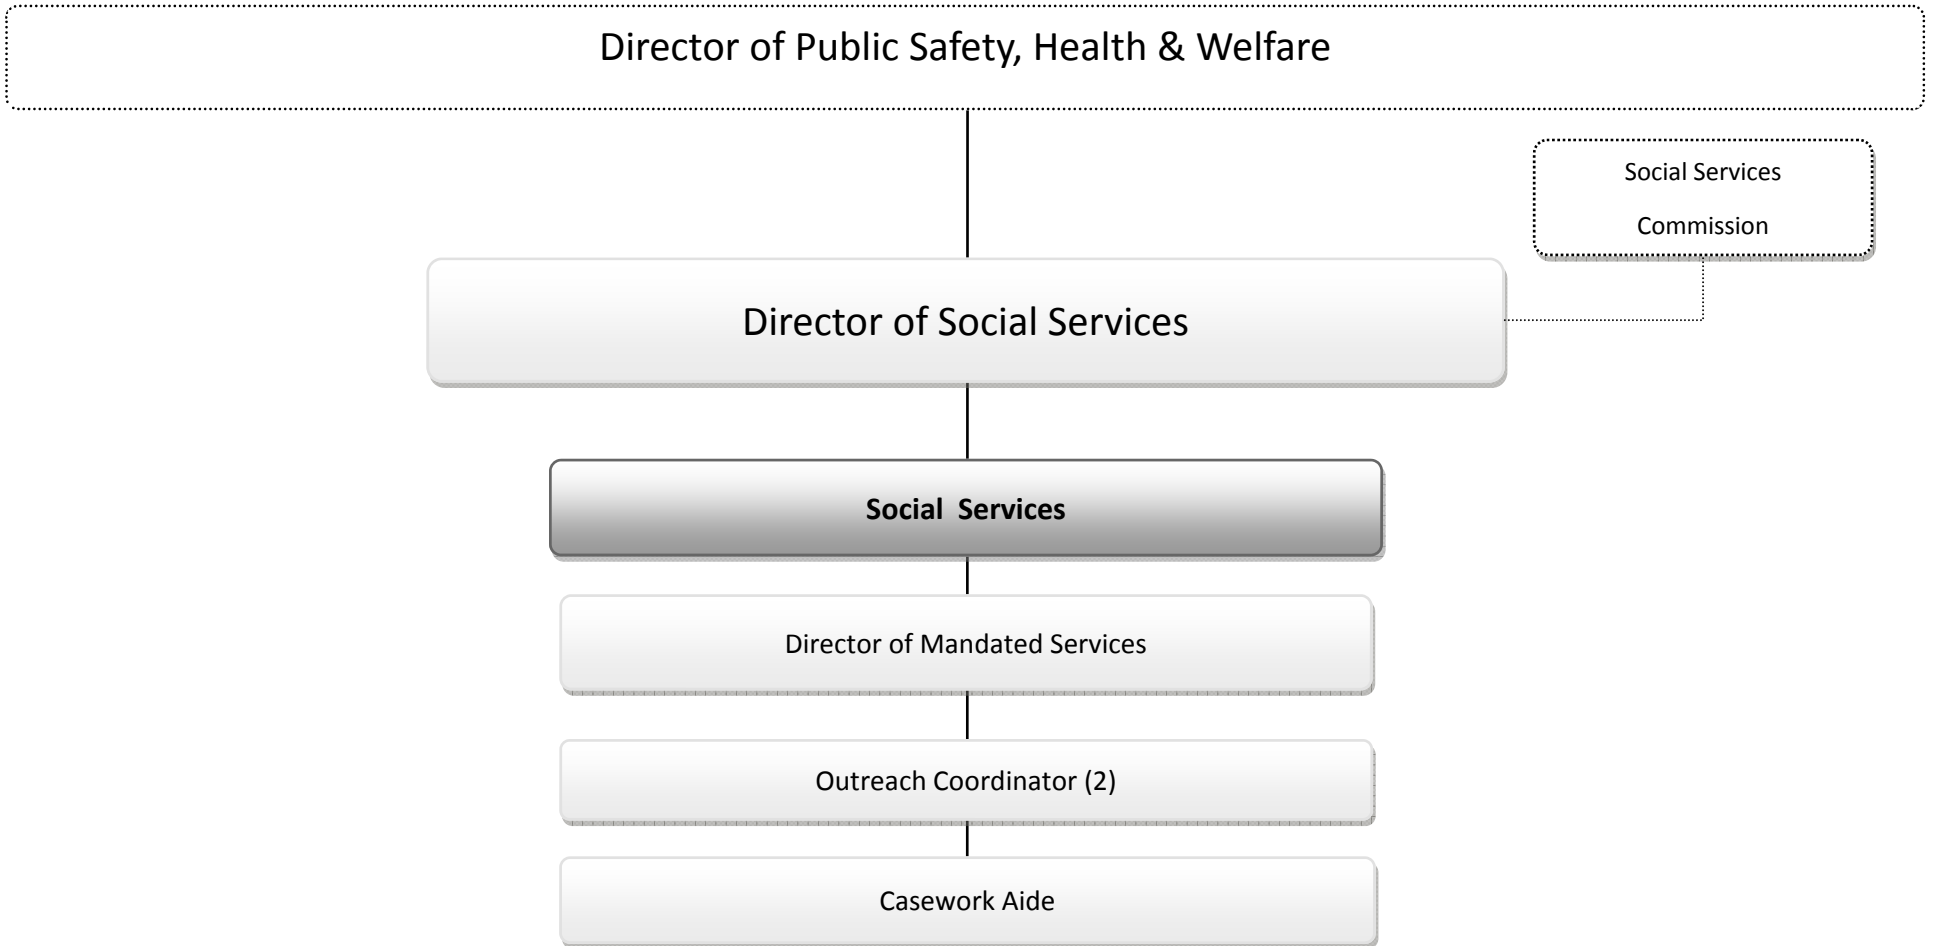 Director of Public Safety, Health & Welfare
Social Services
Commission
Director of Social Services
Social  Services
Director of Mandated Services
Outreach Coordinator (2)
Casework Aide